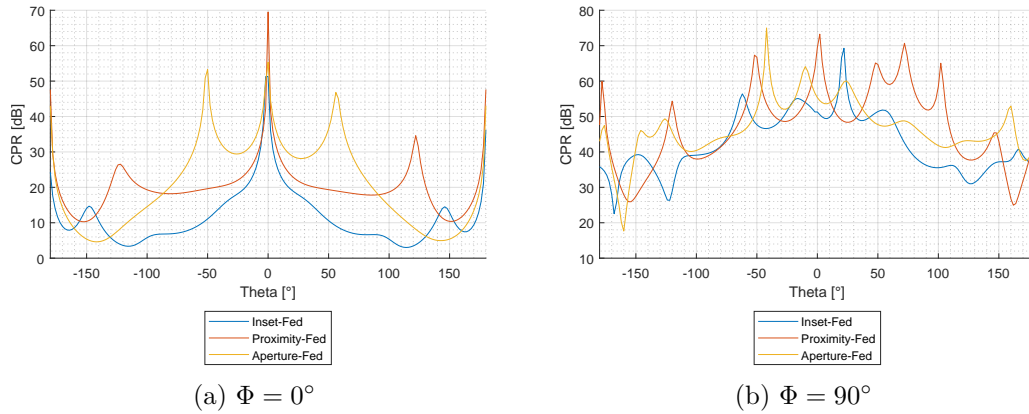 70
60
50
40
30
20
10
0
CPR [dB]
-150 -100 -50 0 50 100 150
Theta [°]
Inset-Fed
Proximity-Fed
Aperture-Fed
(a) Φ = 0°
80
70
60
50
40
30
20
10
CPR [dB]
-150 -100 -50 0 50 100 150
Theta [°]
Inset-Fed
Proximity-Fed
Aperture-Fed
(b) Φ = 90°